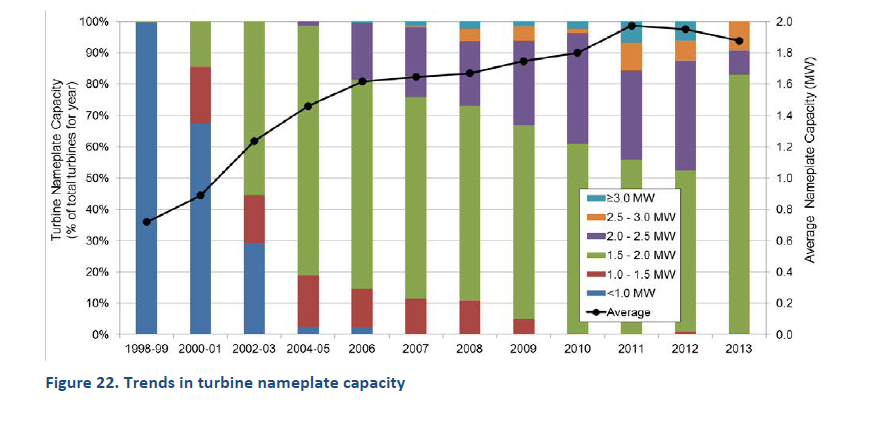 Turbine Nameplate Capacity
(% of total turbines for year)
100%
90%
80%
70%
60%
50%
40%
30%
20%
10%
0%
2.0
1.8
1.6
1.4
1.2
1.0
0.8
0.6
0.4
0.2
0.0
Average Nameplate Capacity (MW)
≥3.0 MW
2.5 - 3.0 MW
2.0 - 2.5 MW
1.5 - 2.0 MW
1.0 - 1.5 MW
<1.0 MW
Average
1998-99 2000-01 2002-03 2004-05 2006 2007 2008 2009 2010 2011 2012 2013
Figure 22. Trends in turbine nameplate capacity